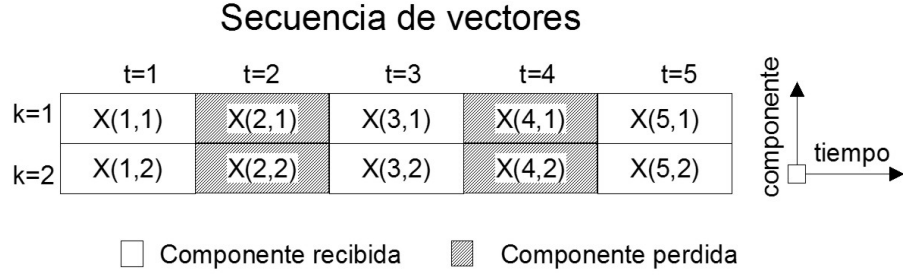 Secuencia de vectores
t=1 t=2 t=3 t=4 t=5
k=1 X(1,1) X(2,1) X(3,1) X(4,1) X(5,1)
k=2 X(1,2) X(2,2) X(3,2) X(4,2) X(5,2)
componente
tiempo
Componente recibida Componente perdida